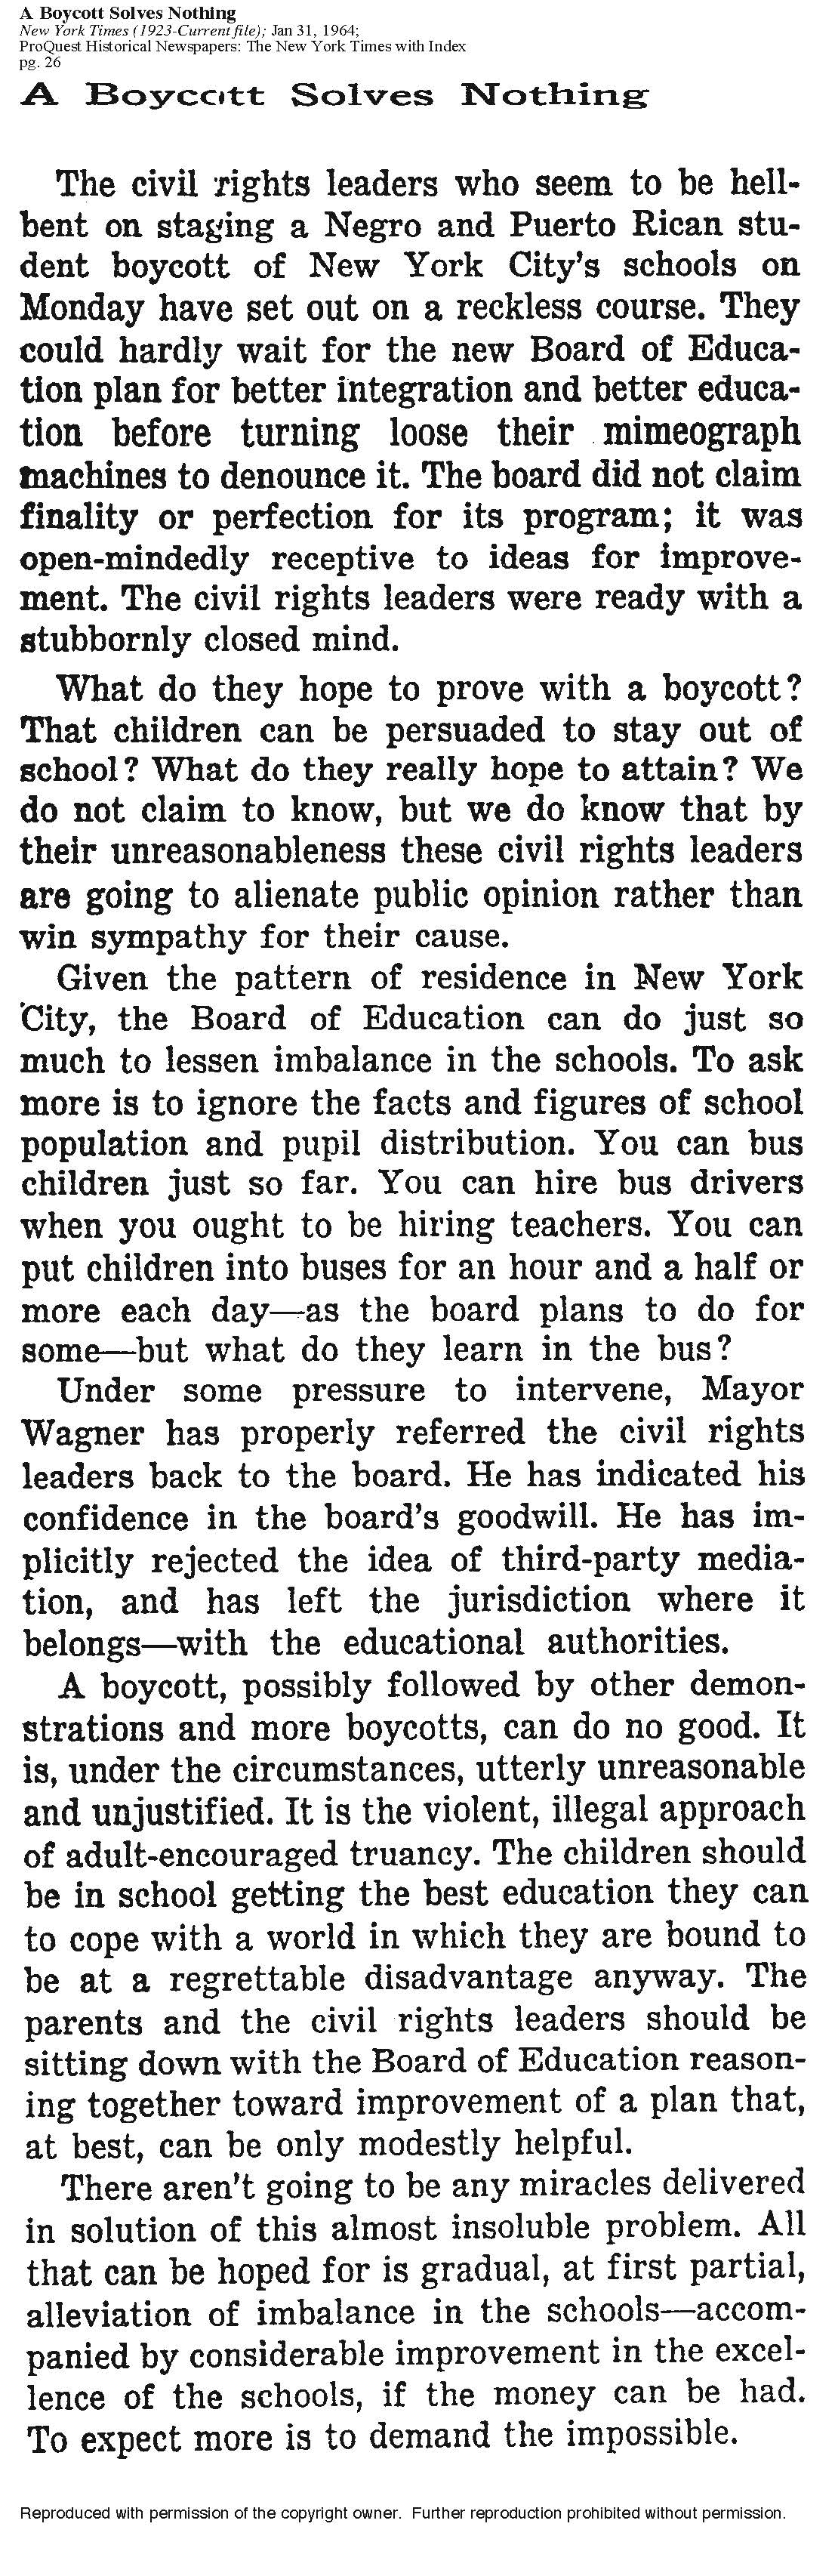 A Boycott Solves Nothing
New York Times (1923-Current file); Jan 31, 1964;
ProQuest Historical Newspapers: The New York Times with Index
pg. 26
A Boycott Solves Nothing
The civil rights leaders who seem to be hell-
bent on staging a Negro and Puerto Rican stu-
dent boycott of New York City's schools on
Monday have set out on a reckless course. They
could hardly wait for the new Board of Educa-
tion plan for better integration and better educa-
tion before turning loose their mimeograph
machines to denounce it. The board did not claim
finality or perfection for its program; it was
open-mindedly receptive to ideas for improve-
ment. The civil rights leaders were ready with a
stubbornly closed mind.
What do they hope to prove with a boycott?
That children can be persuaded to stay out of
school? What do they really hope to attain? We
do not claim to know, but we do know that by
their unreasonableness these civil rights leaders
are going to alienate public opinion rather than
win sympathy for their cause.
Given the pattern of residence in New York
City, the Board of Education can do just so
much to lessen imbalance in the schools. To ask
more is to ignore the facts and figures of school
population and pupil distribution. You can bus
children just so far. You can hire bus drivers
when you ought to be hiring teachers. You can
put children into buses for an hour and a half or
more each day—as the board plans to do for
some—but what do they learn in the bus?
Under some pressure to intervene, Mayor
Wagner has properly referred the civil rights
leaders back to the board. He has indicated his
confidence in the board's goodwill. He has im-
plicitly rejected the idea of third-party media-
tion, and has left the jurisdiction where it
belongs—with the educational authorities.
A boycott, possibly followed by other demon-
strations and more boycotts, can do no good. It
is, under the circumstances, utterly unreasonable
and unjustified. It is the violent, illegal approach
of adult-encouraged truancy. The children should
be in school getting the best education they can
to cope with a world in which they are bound to
be at a regrettable disadvantage anyway. The
parents and the civil rights leaders should be
sitting down with the Board of Education reason-
ing together toward improvement of a plan that,
at best, can be only modestly helpful.
There aren't going to be any miracles delivered
in solution of this almost insoluble problem. All
that can be hoped for is gradual, at first partial,
alleviation of imbalance in the schools—accom-
panied by considerable improvement in the excel-
lence of the schools, if the money can be had.
To expect more is to demand the impossible.
Reproduced with permission of the copyright owner. Further reproduction prohibited without permission.